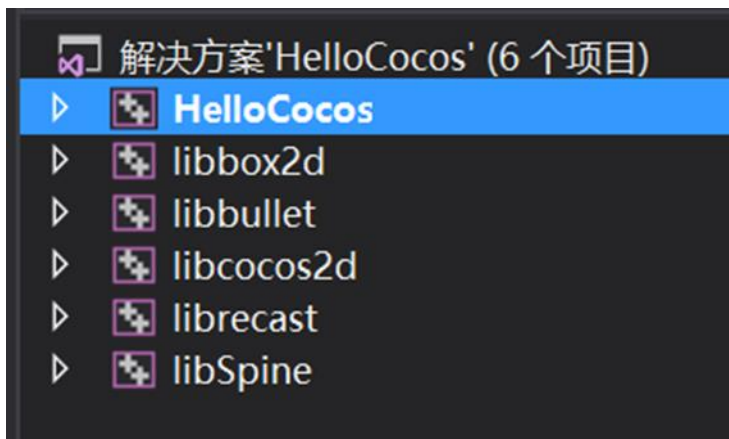 解决方案'HelloCocos' (6 个项目)
HelloCocos
libbox2d
libbullet
libcocos2d
librecast
libSpine